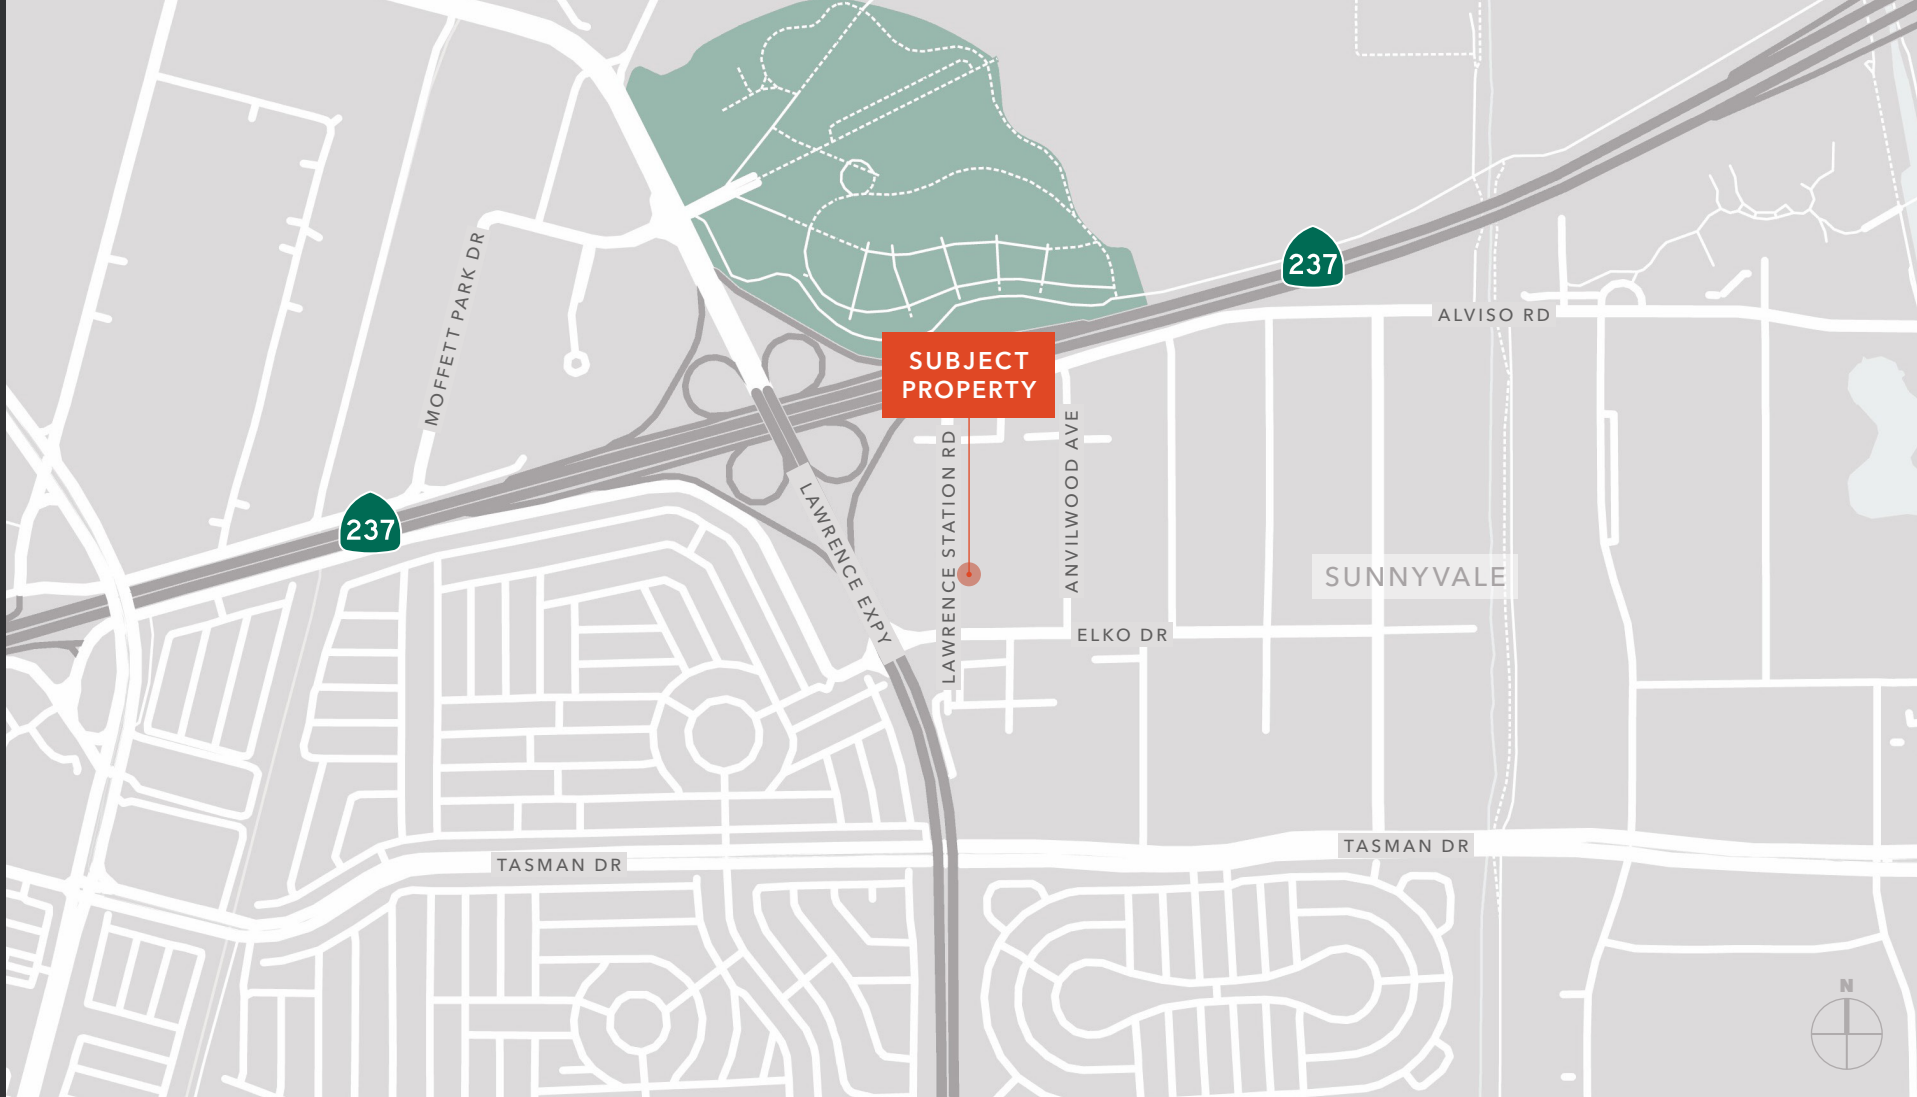 237
ALVISO RD
MOFFETT PARK DR
SUBJECT
PROPERTY
237
LAWRENCE EXPY
LAWRENCE STATION RD
ANVILWOOD AVE
SUNNYVALE
ELKO DR
TASMAN DR
TASMAN DR
N